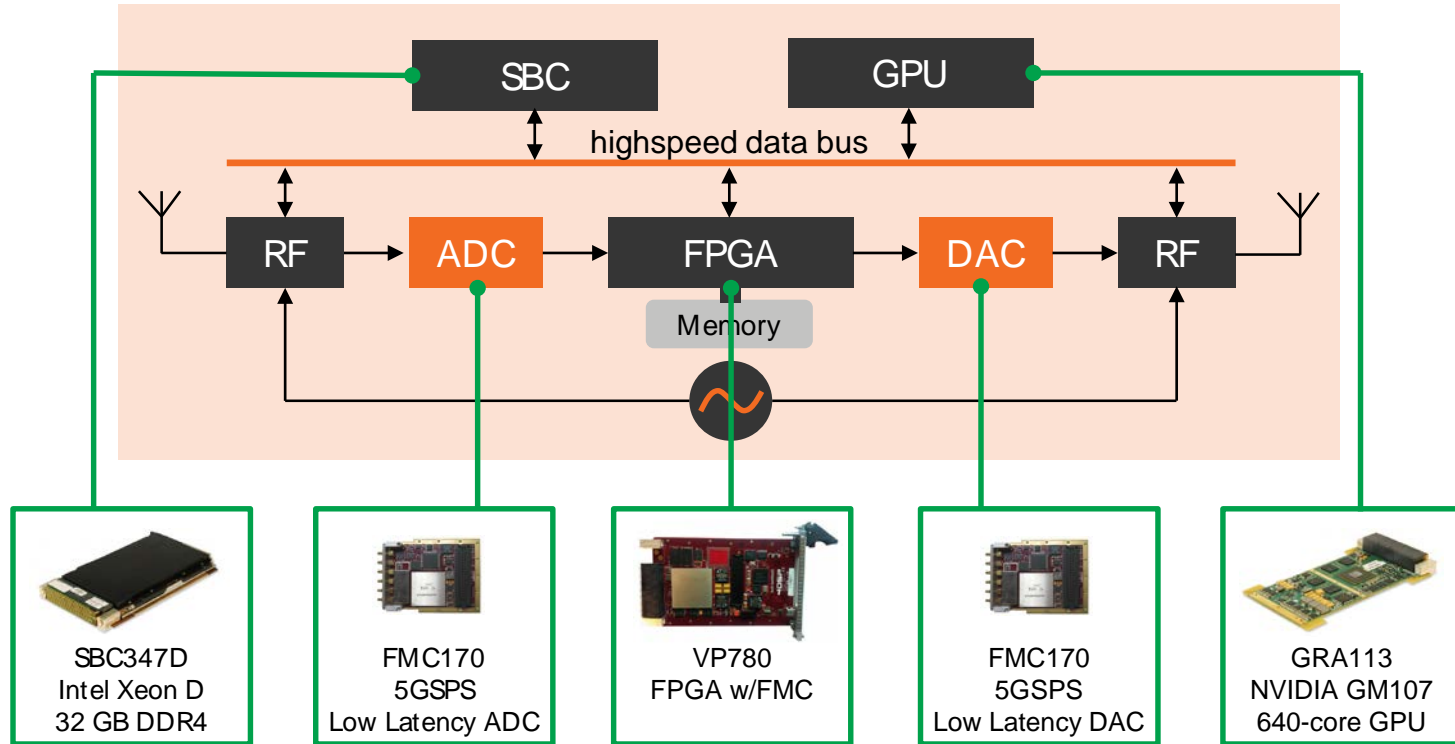 SBC
GPU
highspeed data bus
RF
ADC
FPGA
DAC
RF
Memory
SBC347D
Intel Xeon D
32 GB DDR4
FMC170
5GSPS
Low Latency ADC
VP780
FPGA w/FMC
FMC170
5GSPS
Low Latency DAC
GRA113
NVIDIA GM107
640-core GPU